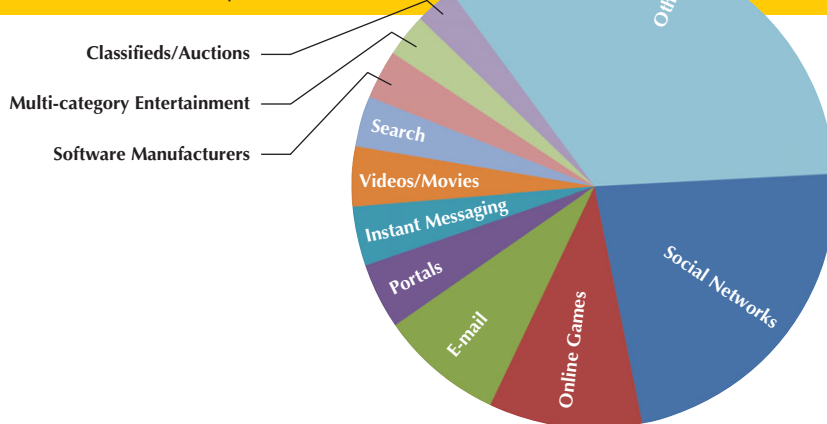 Classifieds/Auctions
Multi-category Entertainment
Software Manufacturers
Search
Videos/Movies
Instant Messaging
Portals
E-mail
Online Games
Social Networks